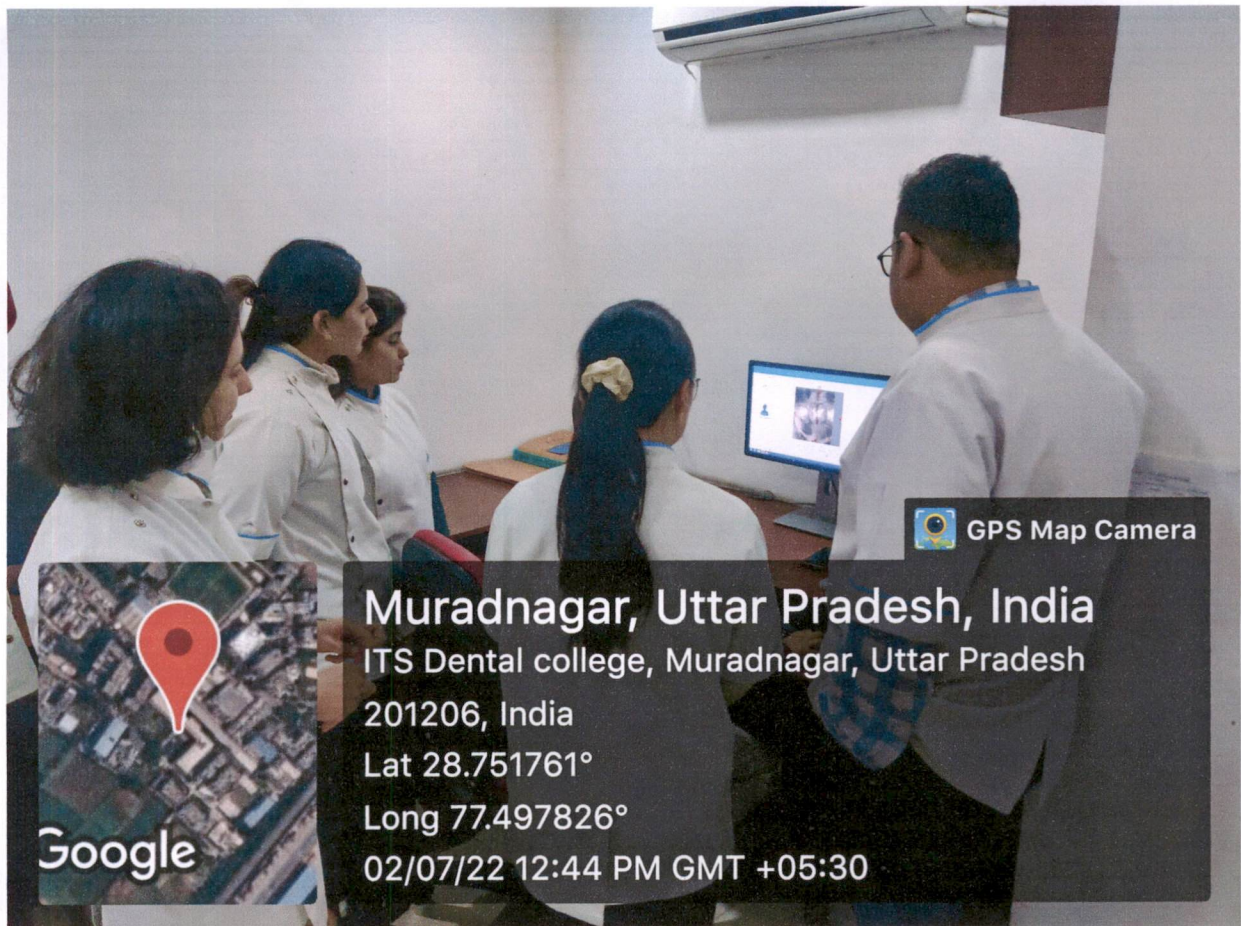 GPS Map Camera
Muradnagar, Uttar Pradesh, India
ITS Dental college, Muradnagar, Uttar Pradesh
201206, India
Lat 28.751761°
Long 77.497826°
02/07/22 12:44 PM GMT +05:30
Google